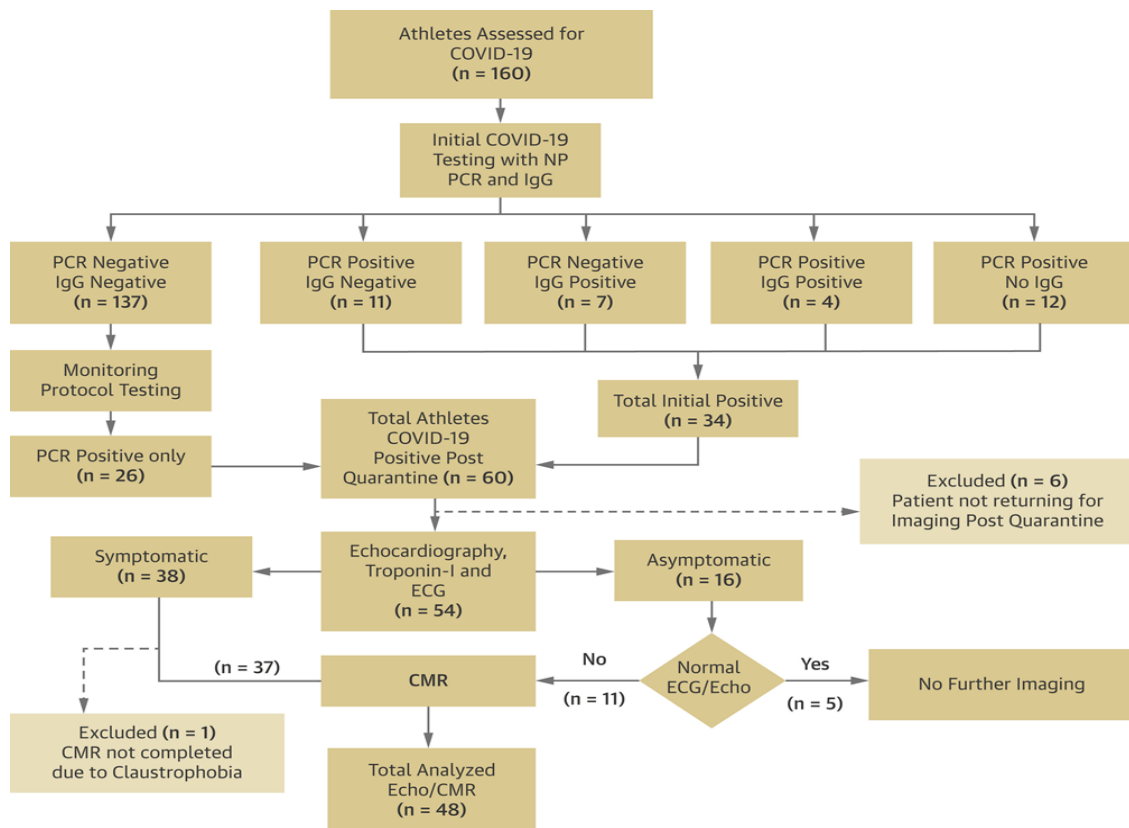 Athletes Assessed for
COVID-19
(n = 160)
Initial COVID-19
Testing with NP
PCR and IgG
PCR Negative
IgG Negative
(n = 137)
PCR Positive
IgG Negative
(n = 11)
PCR Negative
IgG Positive
(n = 7)
PCR Positive
IgG Positive
(n = 4)
PCR Positive
No IgG
(n = 12)
Monitoring
Protocol Testing
Total Initial Positive
(n = 34)
PCR Positive only
(n = 26)
Total Athletes
COVID-19
Positive Post
Quarantine (n = 60)
Excluded (n = 6)
Patient not returning for
Imaging Post Quarantine
Symptomatic
(n = 38)
Echocardiography,
Troponin-I and
ECG
(n = 54)
Asymptomatic
(n = 16)
(n = 37)
CMR
No
(n = 11)
Normal
ECG/Echo
Yes
(n = 5)
No Further Imaging
Excluded (n = 1)
CMR not completed
due to Claustrophobia
Total Analyzed
Echo/CMR
(n = 48)